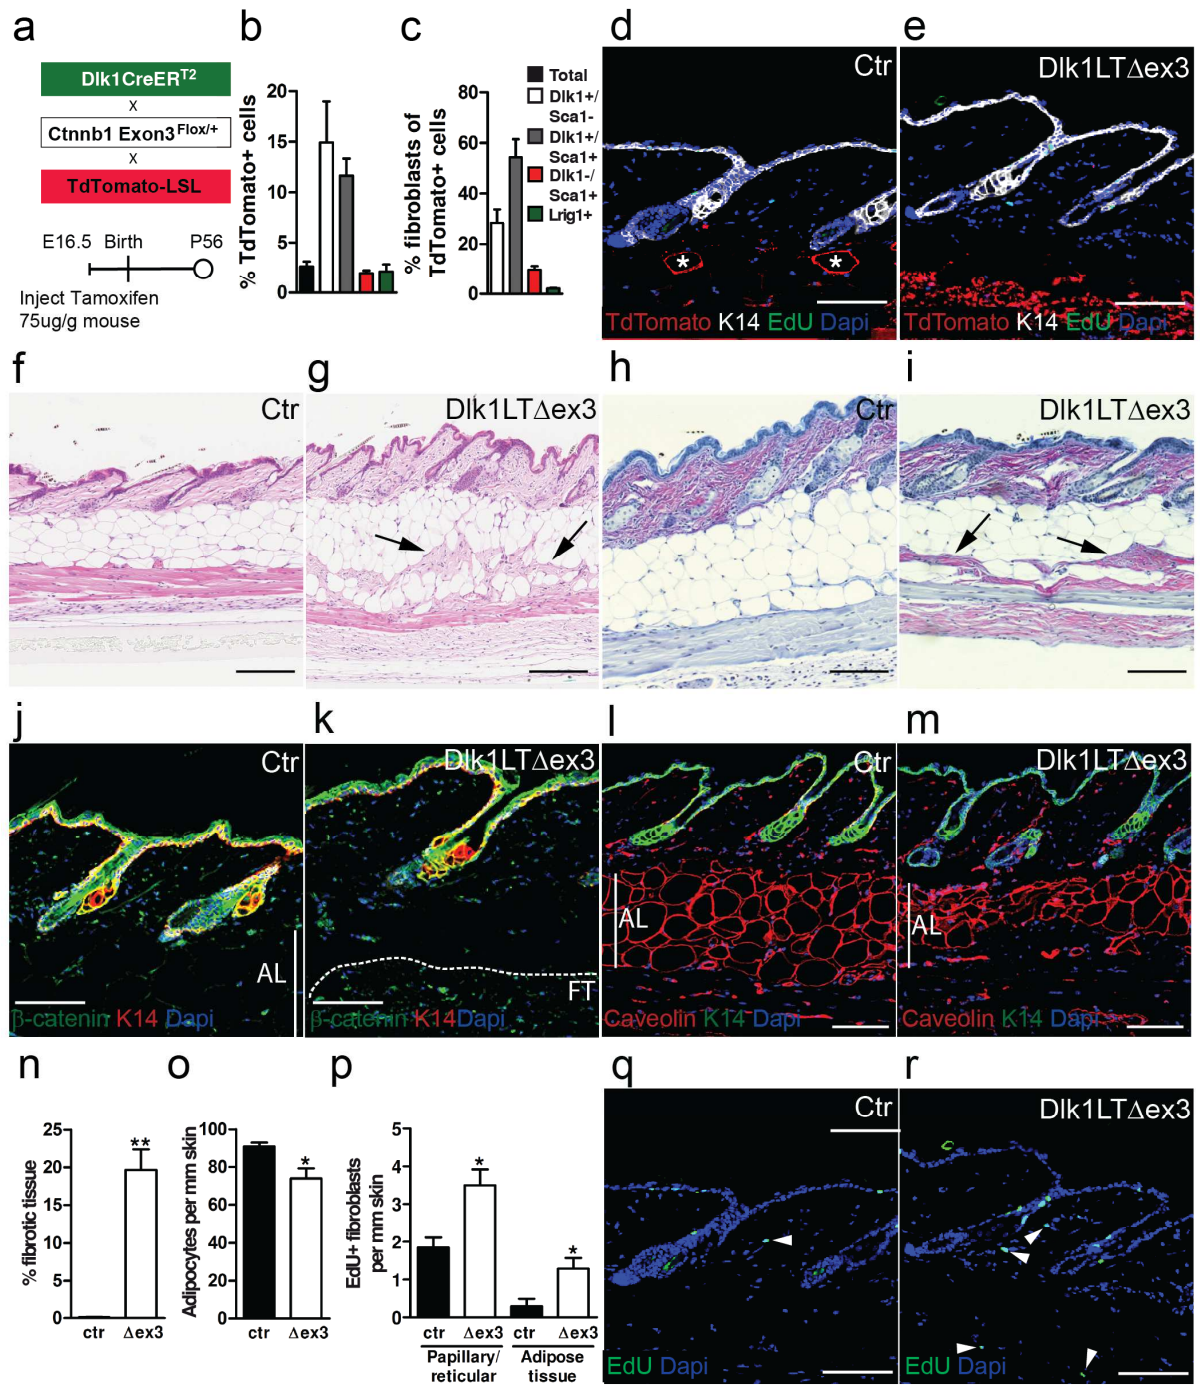 a
Dlk1CreERT2
x
Ctnnb1 Exon3Flox/+
x
TdTomato-LSL
E16.5 Birth P56
Inject Tamoxifen
75ug/g mouse
b
% TdTomato+ cells
20
15
10
5
0
c
% fibroblasts of
TdTomato+ cells
80
60
40
20
0
Total
Dlk1+/
Sca1-
Dlk1+/
Sca1+
Dlk1-/
Sca1+
Lrig1+
d
Ctr
* *
TdTomato K14 EdU Dapi
e
Dlk1LTΔex3
TdTomato K14 EdU Dapi
f
Ctr
g
Dlk1LTΔex3
h
Ctr
i
Dlk1LTΔex3
j
Ctr
AL
β-catenin K14 Dapi
k
Dlk1LTΔex3
FT
β-catenin K14 Dapi
l
Ctr
AL
Caveolin K14 Dapi
m
Dlk1LTΔex3
AL
Caveolin K14 Dapi
n
% fibrotic tissue
25
20
15
10
5
0
**
ctr Δex3
o
Adipocytes per mm skin
100
80
60
40
20
0
*
ctr Δex3
p
EdU+ fibroblasts
per mm skin
5
4
3
2
1
0
*
*
ctr Δex3 ctr Δex3
Papillary/
reticular
Adipose
tissue
q
Ctr
EdU Dapi
r
Dlk1LTΔex3
EdU Dapi